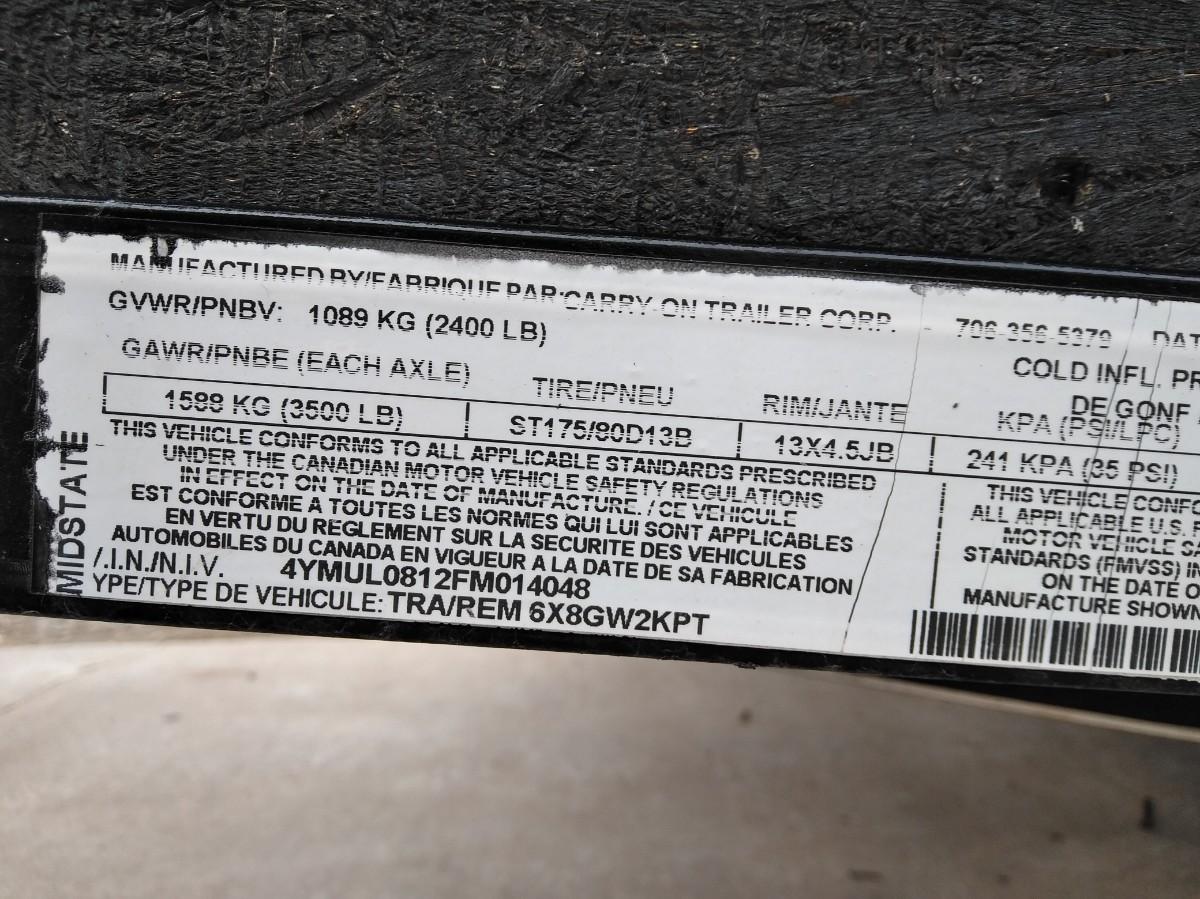 MANUFACTURED BY/FABRIQUE PAR:CARRY-ON TRAILER CORP. 706-356-5379 DAT
GVWR/PNBV: 1089 KG (2400 LB)
COLD INFL. PR
GAWR/PNBE (EACH AXLE) TIRE/PNEU RIM/JANTE
DE GONF
KPA (PSI/LPC)
1588 KG (3500 LB) ST175/80D13B 13X4.5JB 241 KPA (35 PSI)
THIS VEHICLE CONFORMS TO ALL APPLICABLE STANDARDS PRESCRIBED
UNDER THE CANADIAN MOTOR VEHICLE SAFETY REGULATIONS
IN EFFECT ON THE DATE OF MANUFACTURE. / CE VEHICULE
EST CONFORME A TOUTES LES NORMES QUI LUI SONT APPLICABLES
EN VERTU DU REGLEMENT SUR LA SECURITE DES VEHICULES
AUTOMOBILES DU CANADA EN VIGUEUR A LA DATE DE SA FABRICATION
/.I.N./N.I.V. 4YMUL0812FM014048
YPE/TYPE DE VEHICULE: TRA/REM 6X8GW2KPT
THIS VEHICLE CONFO
ALL APPLICABLE U.S.
MOTOR VEHICLE SA
STANDARDS (FMVSS) IN
ON THE DATE O
MANUFACTURE SHOWN
MIDSTATE